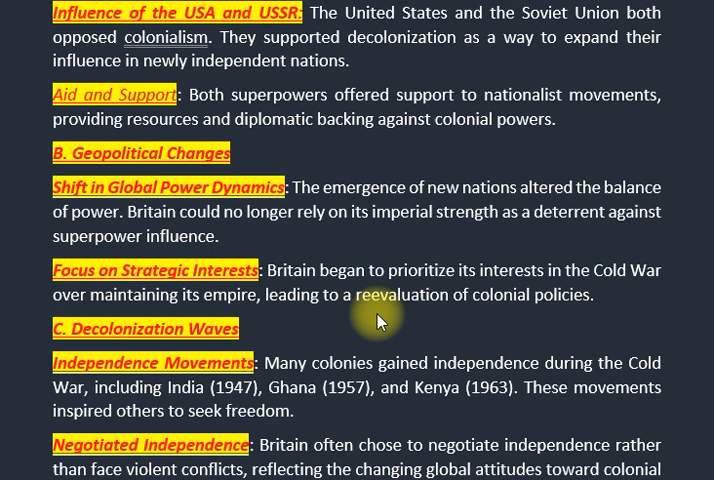 Influence of the USA and USSR: The United States and the Soviet Union both
opposed colonialism. They supported decolonization as a way to expand their
influence in newly independent nations.
Aid and Support: Both superpowers offered support to nationalist movements,
providing resources and diplomatic backing against colonial powers.
B. Geopolitical Changes
Shift in Global Power Dynamics: The emergence of new nations altered the balance
of power. Britain could no longer rely on its imperial strength as a deterrent against
superpower influence.
Focus on Strategic Interests: Britain began to prioritize its interests in the Cold War
over maintaining its empire, leading to a reevaluation of colonial policies.
C. Decolonization Waves
Independence Movements: Many colonies gained independence during the Cold
War, including India (1947), Ghana (1957), and Kenya (1963). These movements
inspired others to seek freedom.
Negotiated Independence: Britain often chose to negotiate independence rather
than face violent conflicts, reflecting the changing global attitudes toward colonial